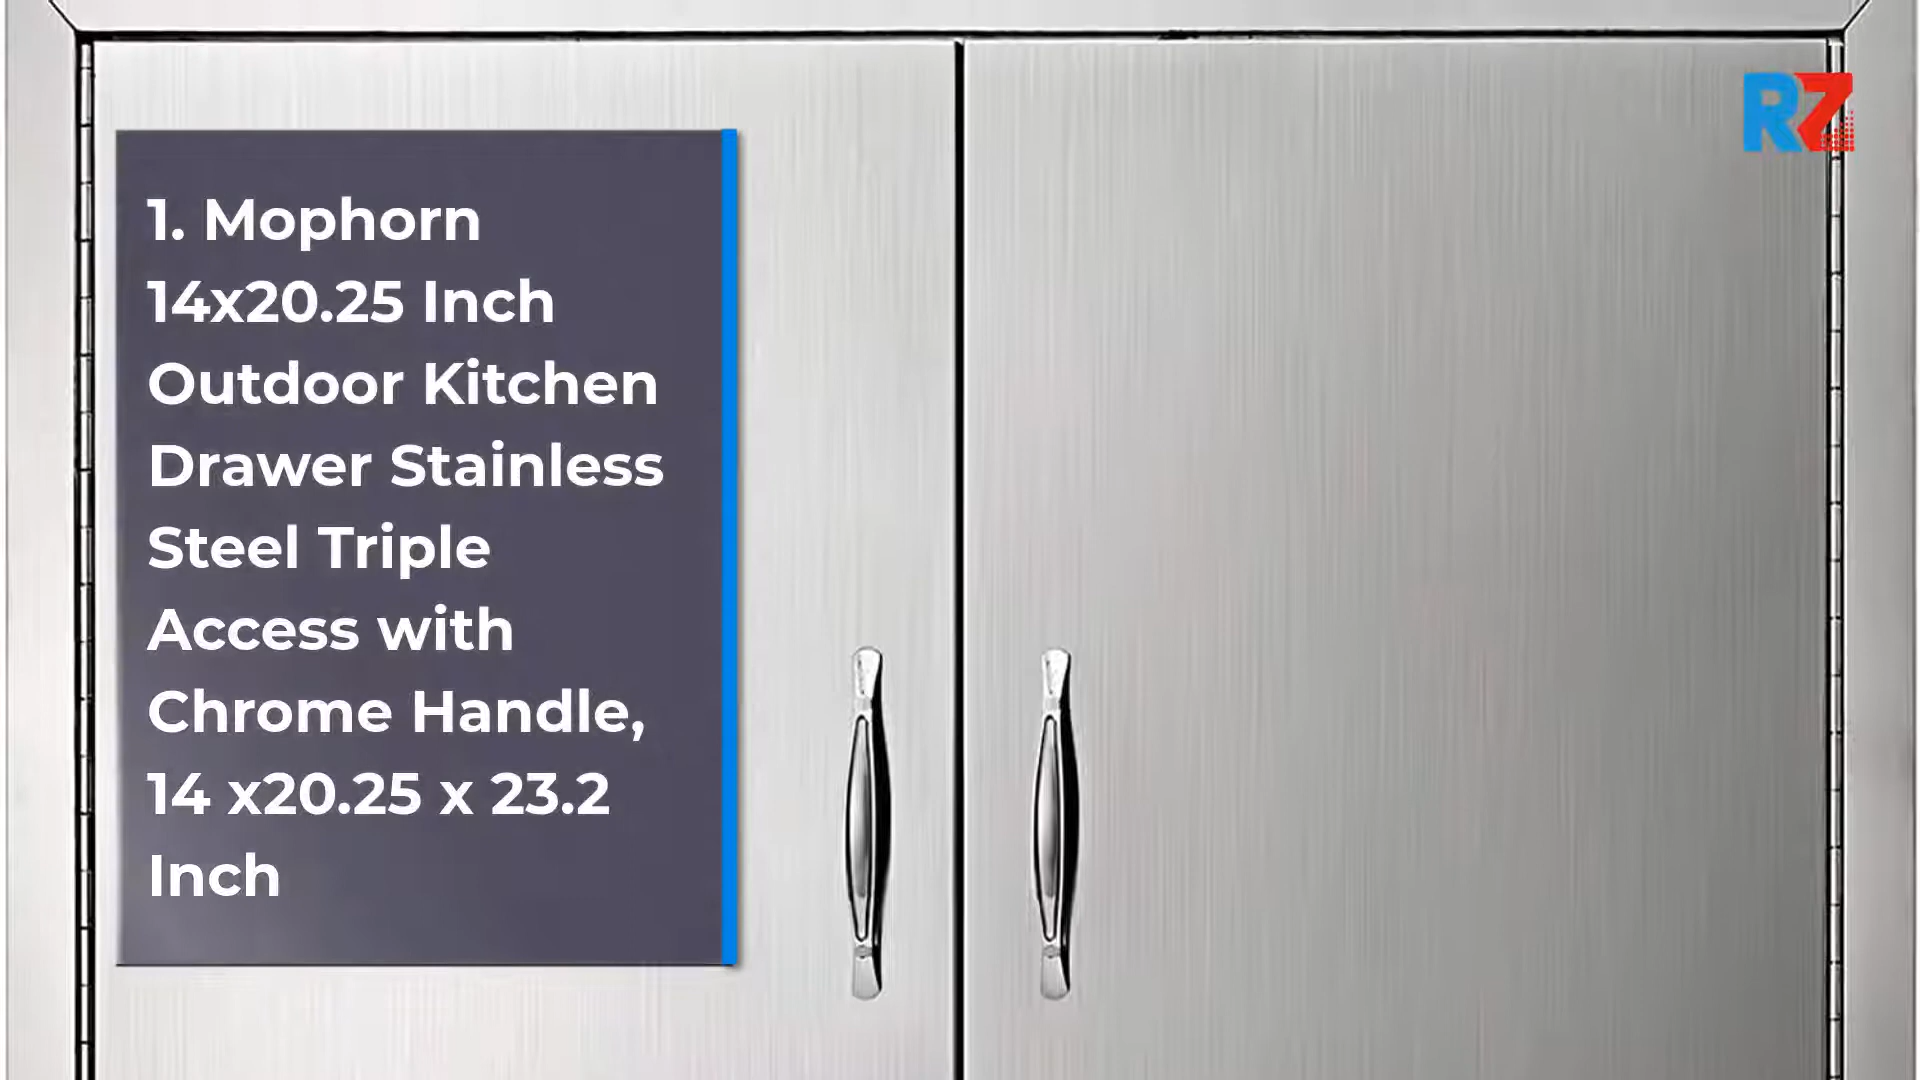 RZ
1. Mophorn
14x20.25 Inch
Outdoor Kitchen
Drawer Stainless
Steel Triple
Access with
Chrome Handle,
14 x20.25 x 23.2
Inch